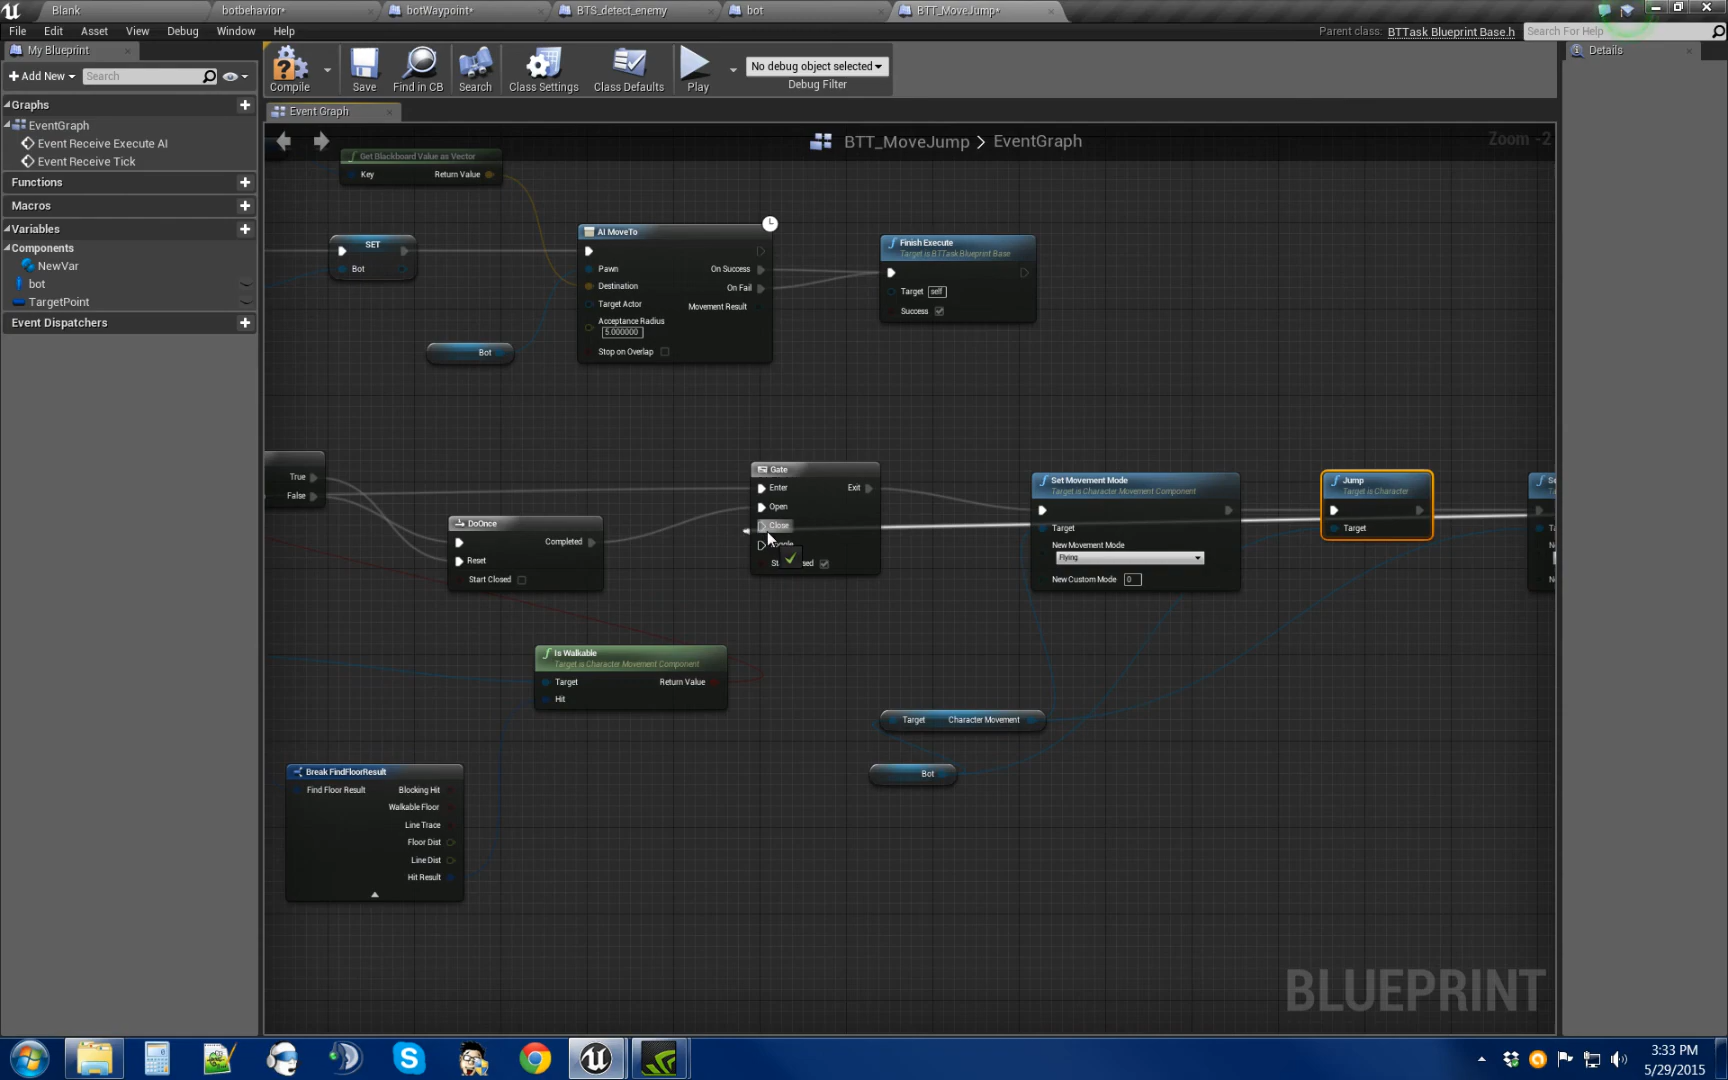 Blank
botbehavior*
botWaypoint*
BTS_detect_enemy
bot
BTT_MoveJump*
File
Edit
Asset
View
Debug
Window
Help
Parent class:
BTTask Blueprint Base.h
Search For Help
My Blueprint
Details
Add New
Search
Compile
Save
Find in CB
Search
Class Settings
Class Defaults
Play
No debug object selected
Debug Filter
Graphs
EventGraph
Event Receive Execute AI
Event Receive Tick
Functions
Macros
Variables
Components
NewVar
bot
TargetPoint
Event Dispatchers
Event Graph
BTT_MoveJump > EventGraph
Zoom -2
Get Blackboard Value as Vector
Key
Return Value
SET
Bot
AI MoveTo
Pawn
On Success
Destination
On Fail
Target Actor
Movement Result
Acceptance Radius
5.000000
Stop on Overlap
Finish Execute
Target is BTTask Blueprint Base
Target
self
Success
Bot
True
False
DoOnce
Completed
Reset
Start Closed
Gate
Enter
Exit
Open
Close
Set Movement Mode
Target is Character Movement Component
Target
New Movement Mode
Flying
New Custom Mode
0
Jump
Target is Character
Target
Is Walkable
Target is Character Movement Component
Target
Return Value
Hit
Target
Character Movement
Bot
Break FindFloorResult
Find Floor Result
Blocking Hit
Walkable Floor
Line Trace
Floor Dist
Line Dist
Hit Result
BLUEPRINT
3:33 PM
5/29/2015